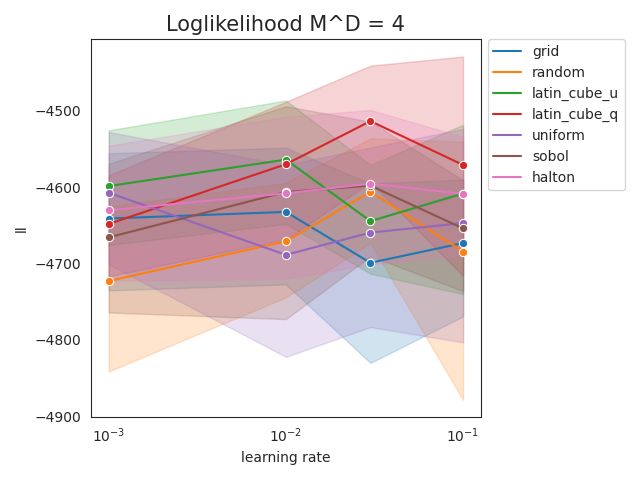 Loglikelihood M^D = 4
ll
−4500
−4600
−4700
−4800
−4900
10⁻³
10⁻²
10⁻¹
learning rate
grid
random
latin_cube_u
latin_cube_q
uniform
sobol
halton